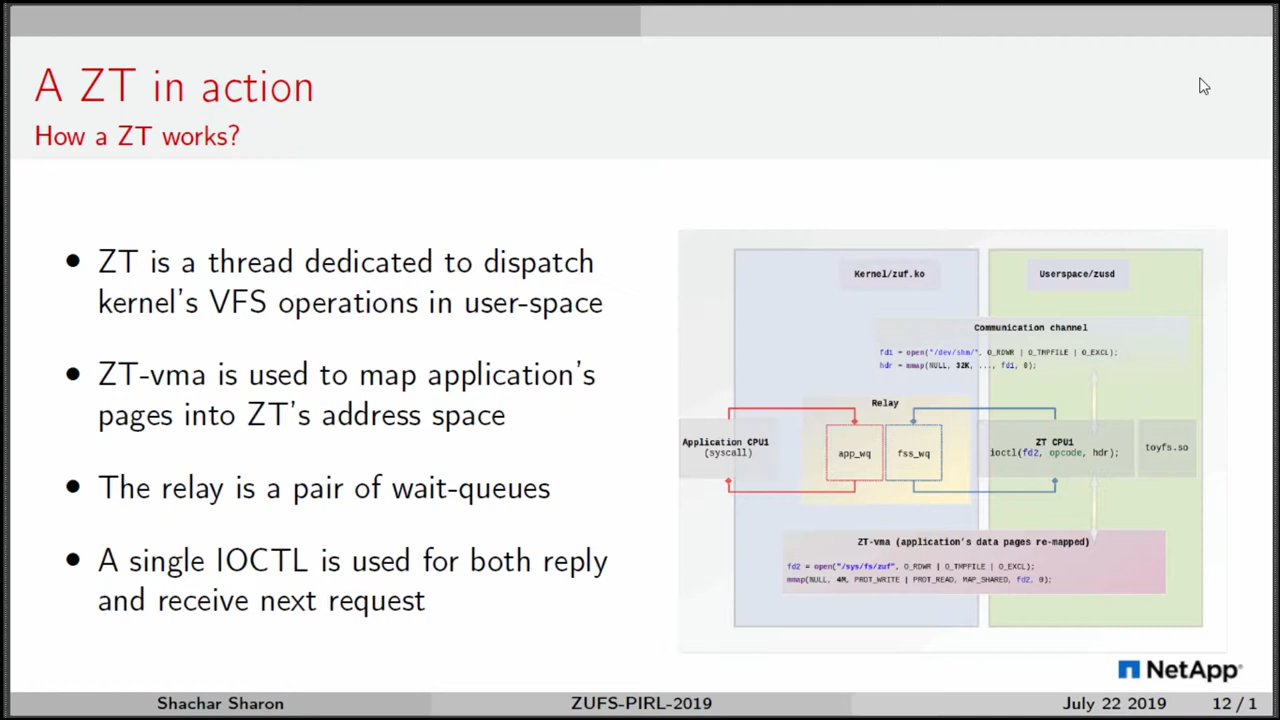 A ZT in action
How a ZT works?
• ZT is a thread dedicated to dispatch
kernel's VFS operations in user-space
• ZT-vma is used to map application's
pages into ZT's address space
• The relay is a pair of wait-queues
• A single IOCTL is used for both reply
and receive next request
Kernel/zuf.ko
Userspace/zusd
Communication channel
fd1 = open("/dev/shm/", O_RDWR | O_TMPFILE | O_EXCL);
hdr = mmap(NULL, 32K, ..., fd1, 0);
Relay
Application CPU1
(syscall)
app_wq
fss_wq
ZT CPU1
ioctl(fd2, opcode, hdr);
toyfs.so
ZT-vma (application's data pages re-mapped)
fd2 = open("/sys/fs/zuf", O_RDWR | O_TMPFILE | O_EXCL);
mmap(NULL, 4M, PROT_WRITE | PROT_READ, MAP_SHARED, fd2, 0);
NetApp
Shachar Sharon
ZUFS-PIRL-2019
July 22 2019
12 / 1